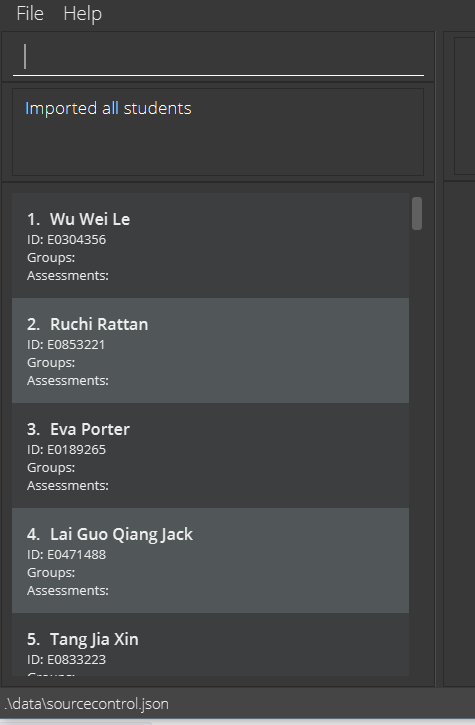 File Help
Imported all students
1. Wu Wei Le
ID: E0304356
Groups:
Assessments:
2. Ruchi Rattan
ID: E0853221
Groups:
Assessments:
3. Eva Porter
ID: E0189265
Groups:
Assessments:
4. Lai Guo Qiang Jack
ID: E0471488
Groups:
Assessments:
5. Tang Jia Xin
ID: E0833223
Groups:
.\data\sourcecontrol.json